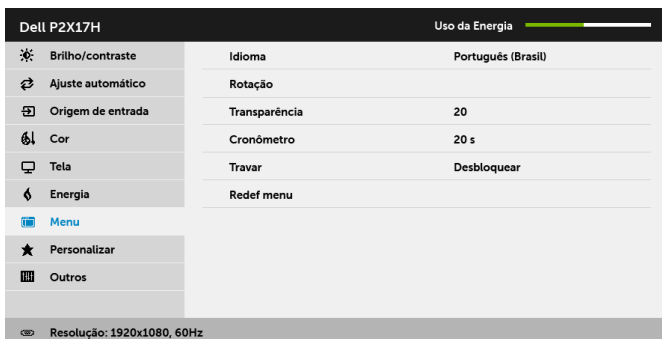 Dell P2X17H Uso da Energia
Brilho/contraste Idioma Português (Brasil)
Ajuste automático Rotação
Origem de entrada Transparência 20
Cor Cronômetro 20 s
Tela Travar Desbloquear
Energia Redef menu
Menu
Personalizar
Outros
Resolução: 1920x1080, 60Hz